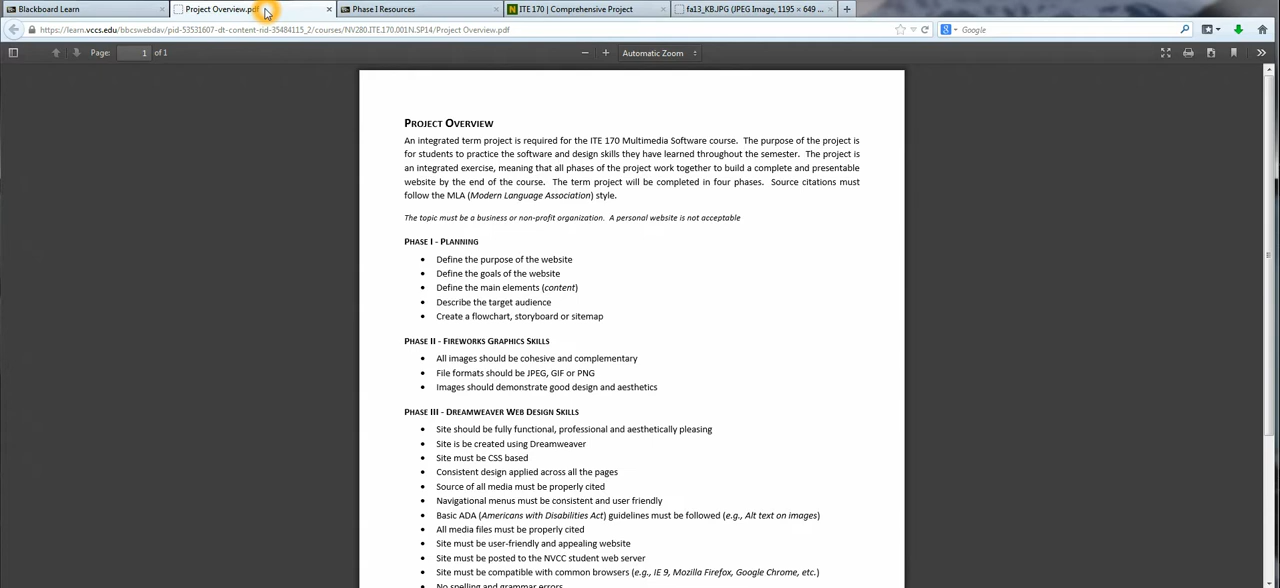 Blackboard Learn × Project Overview.pdf × Phase I Resources × ITE 170 | Comprehensive Project × fa13_KB.JPG (JPEG Image, 1195 × 649 ... × +
https://learn.vccs.edu/bbcswebdav/pid-53531607-dt-content-rid-35484115_2/courses/NV280.ITE.170.001N.SP14/Project Overview.pdf Google
Page: 1 of 1 Automatic Zoom
PROJECT OVERVIEW
An integrated term project is required for the ITE 170 Multimedia Software course. The purpose of the project is
for students to practice the software and design skills they have learned throughout the semester. The project is
an integrated exercise, meaning that all phases of the project work together to build a complete and presentable
website by the end of the course. The term project will be completed in four phases. Source citations must
follow the MLA (Modern Language Association) style.
The topic must be a business or non-profit organization. A personal website is not acceptable
PHASE I - PLANNING
• Define the purpose of the website
• Define the goals of the website
• Define the main elements (content)
• Describe the target audience
• Create a flowchart, storyboard or sitemap
PHASE II - FIREWORKS GRAPHICS SKILLS
• All images should be cohesive and complementary
• File formats should be JPEG, GIF or PNG
• Images should demonstrate good design and aesthetics
PHASE III - DREAMWEAVER WEB DESIGN SKILLS
• Site should be fully functional, professional and aesthetically pleasing
• Site is be created using Dreamweaver
• Site must be CSS based
• Consistent design applied across all the pages
• Source of all media must be properly cited
• Navigational menus must be consistent and user friendly
• Basic ADA (Americans with Disabilities Act) guidelines must be followed (e.g., Alt text on images)
• All media files must be properly cited
• Site must be user-friendly and appealing website
• Site must be posted to the NVCC student web server
• Site must be compatible with common browsers (e.g., IE 9, Mozilla Firefox, Google Chrome, etc.)
• No spelling and grammar errors